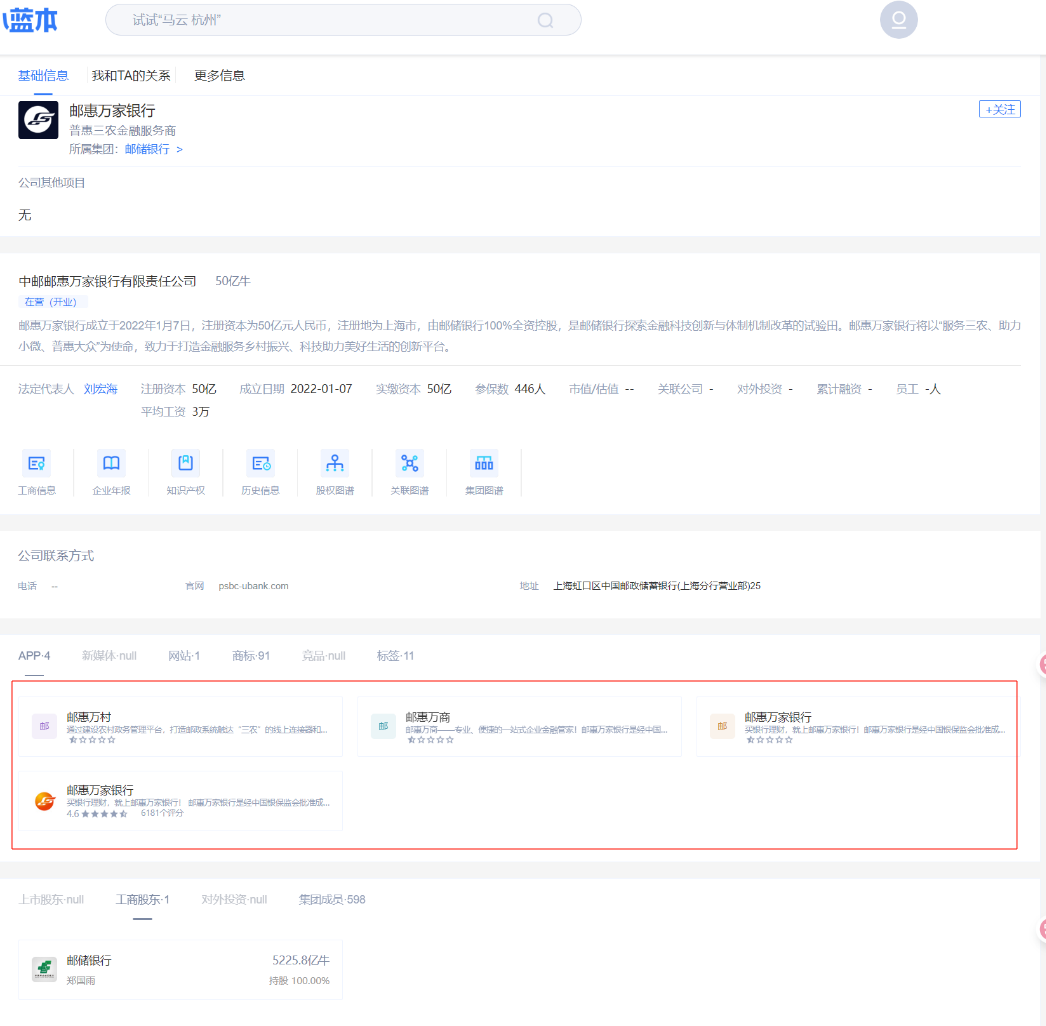 蓝本
试试“马云 杭州”
基础信息 我和TA的关系 更多信息
邮惠万家银行
+关注
普惠三农金融服务商
所属集团: 邮储银行 >
公司其他项目
无
中邮邮惠万家银行有限责任公司 50亿牛
在营（开业）
邮惠万家银行成立于2022年1月7日，注册资本为50亿元人民币，注册地为上海市，由邮储银行100%全资控股，是邮储银行探索金融科技创新与体制机制改革的试验田。邮惠万家银行将以“服务三农、助力
小微、普惠大众”为使命，致力于打造金融服务乡村振兴、科技助力美好生活的创新平台。
法定代表人 刘宏海 注册资本 50亿 成立日期 2022-01-07 实缴资本 50亿 参保数 446人 市值/估值 -- 关联公司 - 对外投资 - 累计融资 - 员工 -人
平均工资 3万
工商信息 企业年报 知识产权 历史信息 股权图谱 关联图谱 集团图谱
公司联系方式
电话 -- 官网 psbc-ubank.com 地址 上海虹口区中国邮政储蓄银行(上海分行营业部)25
APP·4 新媒体·null 网站·1 商标·91 竞品·null 标签·11
邮 邮惠万村
通过建设农村政务管理平台，打造邮政系统触达“三农”的线上连接器和...
邮 邮惠万商
邮惠万商——专业、便捷的一站式企业金融管家！邮惠万家银行是经中国...
邮 邮惠万家银行
买银行理财，就上邮惠万家银行！ 邮惠万家银行是经中国银保监会批准成...
邮惠万家银行
买银行理财，就上邮惠万家银行！ 邮惠万家银行是经中国银保监会批准成...
4.6 6181个评分
上市股东·null 工商股东·1 对外投资·null 集团成员·598
邮储银行 5225.8亿牛
郑国雨 持股 100.00%